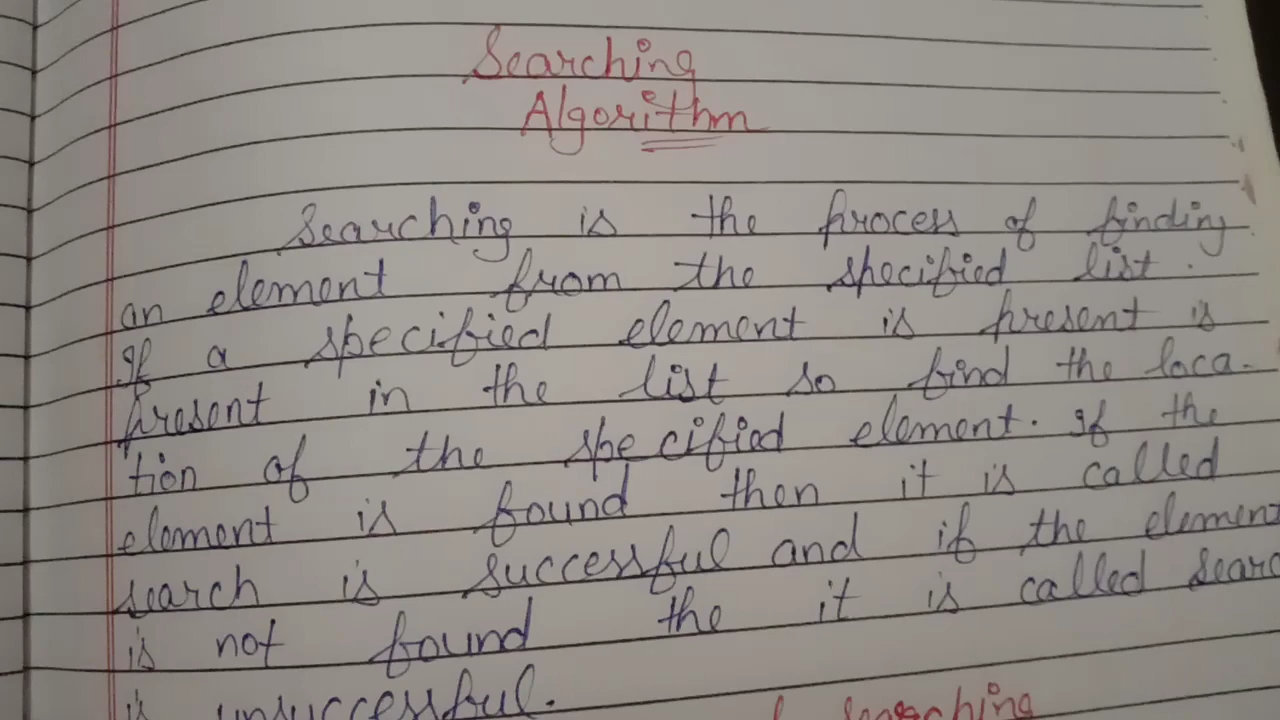 Searching
Algorithm
Searching is the process of finding
an element from the specified list.
If a specified element is present is
present in the list so find the loca-
tion of the specified element. If the
element is found then it is called
search is successful and if the element
is not found the it is called searc
is unsuccessful.
searching